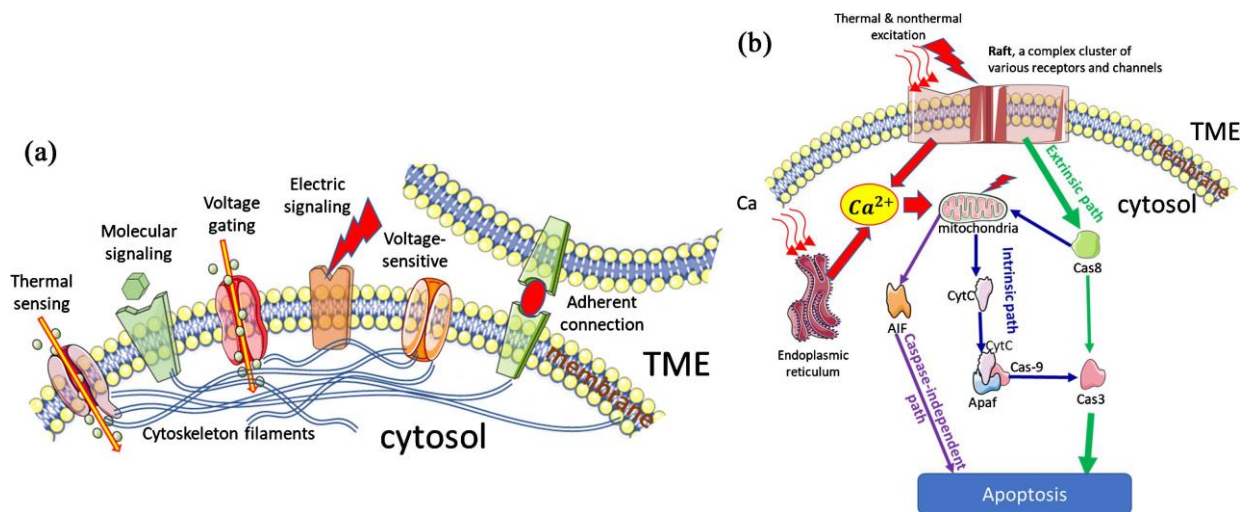 (a)
Thermal
sensing
Molecular
signaling
Voltage
gating
Electric
signaling
Voltage-
sensitive
Adherent
connection
TME
membrane
Cytoskeleton filaments
cytosol
(b)
Thermal & nonthermal
excitation
Raft, a complex cluster of
various receptors and channels
TME
membrane
cytosol
Extrinsic path
Ca
Ca²⁺
mitochondria
Cas8
Endoplasmic
reticulum
AIF
CytC
Intrinsic path
CytC
Cas-9
Apaf
Cas3
Caspase-independent
path
Apoptosis